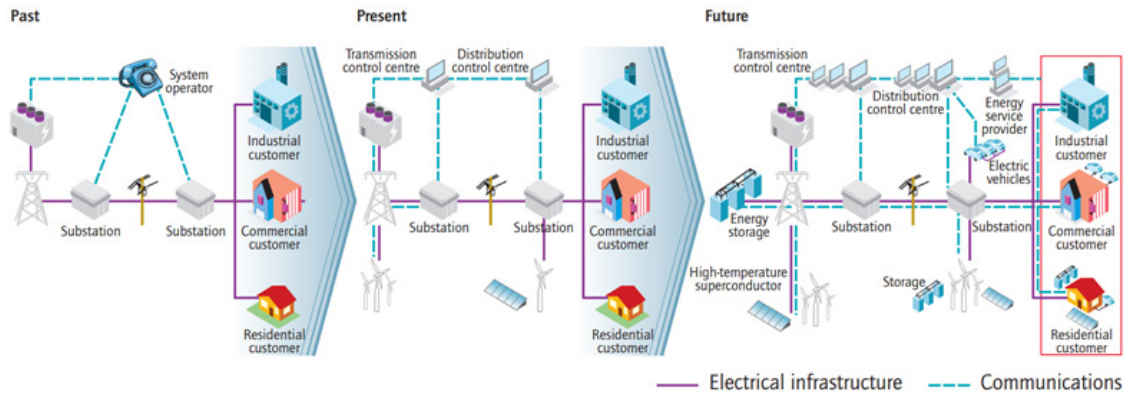 Past
System
operator
Substation
Substation
Industrial
customer
Commercial
customer
Residential
customer
Present
Transmission
control centre
Distribution
control centre
Substation
Substation
Industrial
customer
Commercial
customer
Residential
customer
Future
Transmission
control centre
Distribution
control centre
Energy
service
provider
Electric
vehicles
Energy
storage
Substation
Substation
High-temperature
superconductor
Storage
Industrial
customer
Commercial
customer
Residential
customer
Electrical infrastructure
Communications